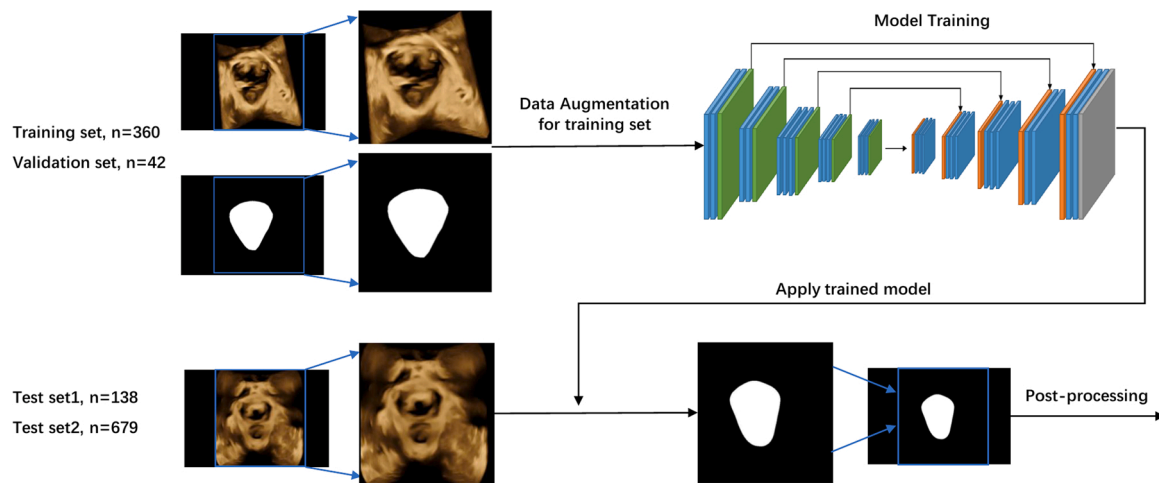 Model Training
Data Augmentation
for training set
Training set, n=360
Validation set, n=42
Apply trained model
Test set1, n=138
Test set2, n=679
Post-processing